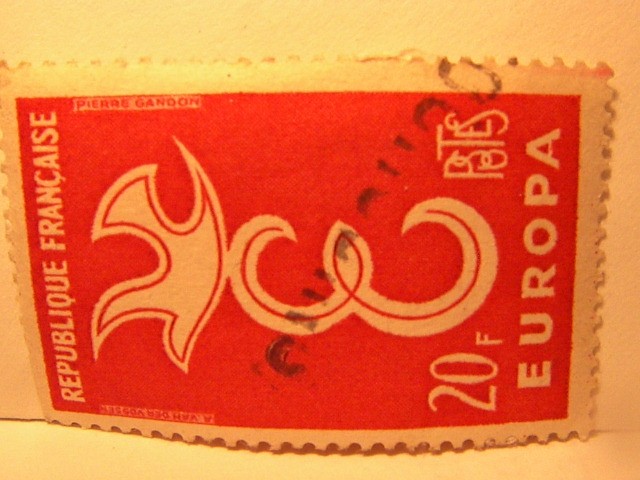 REPUBLIQUE FRANÇAISE
PIERRE GANDON
POSTES
20F
EUROPA